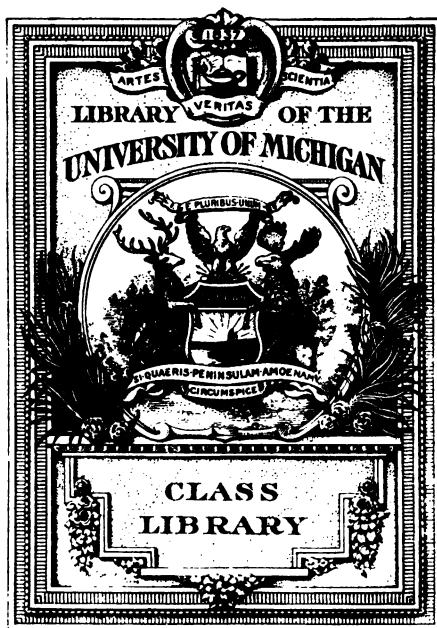 1837
ARTES SCIENTIA
VERITAS
LIBRARY OF THE
UNIVERSITY OF MICHIGAN
E PLURIBUS UNUM
SI·QUAERIS·PENINSULAM·AMOENAM
CIRCUMSPICE
CLASS
LIBRARY